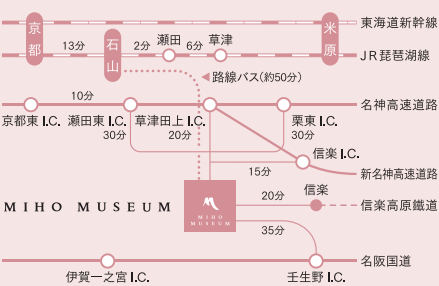 京都
石山
米原
東海道新幹線
13分
2分
瀬田
6分
草津
JR琵琶湖線
路線バス(約50分)
10分
名神高速道路
京都東 I.C.
瀬田東 I.C.
草津田上 I.C.
栗東 I.C.
30分
20分
30分
信楽 I.C.
15分
新名神高速道路
MIHO MUSEUM
MIHO
MUSEUM
20分
信楽
信楽高原鐵道
35分
名阪国道
伊賀一之宮 I.C.
壬生野 I.C.